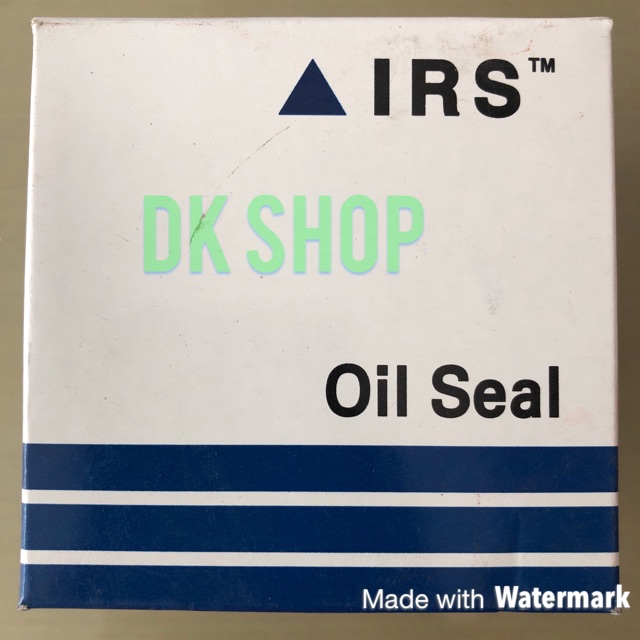 IRS™
DK SHOP
Oil Seal
Made with Watermark